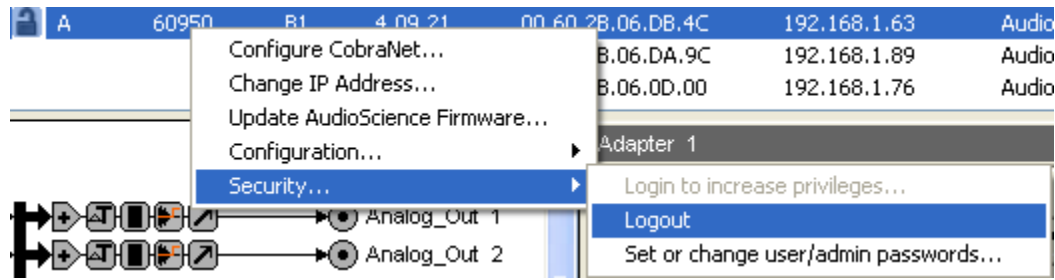 A 60950 B1 4.09.21 00.60.2B.06.DB.4C 192.168.1.63 Audio
B.06.DA.9C 192.168.1.89 Audio
B.06.0D.00 192.168.1.76 Audio
Configure CobraNet...
Change IP Address...
Update AudioScience Firmware...
Configuration...
Security...
Adapter 1
Login to increase privileges...
Logout
Set or change user/admin passwords...
Analog_Out 1
Analog_Out 2